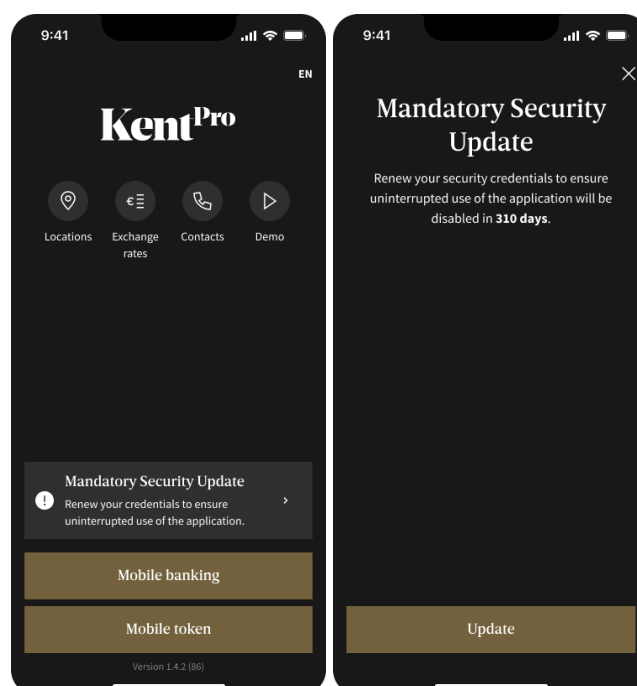 9:41
EN
KentPro
Locations
Exchange
rates
Contacts
Demo
Mandatory Security Update
Renew your credentials to ensure
uninterrupted use of the application.
Mobile banking
Mobile token
Version 1.4.2 (86)
9:41
Mandatory Security
Update
Renew your security credentials to ensure
uninterrupted use of the application will be
disabled in 310 days.
Update